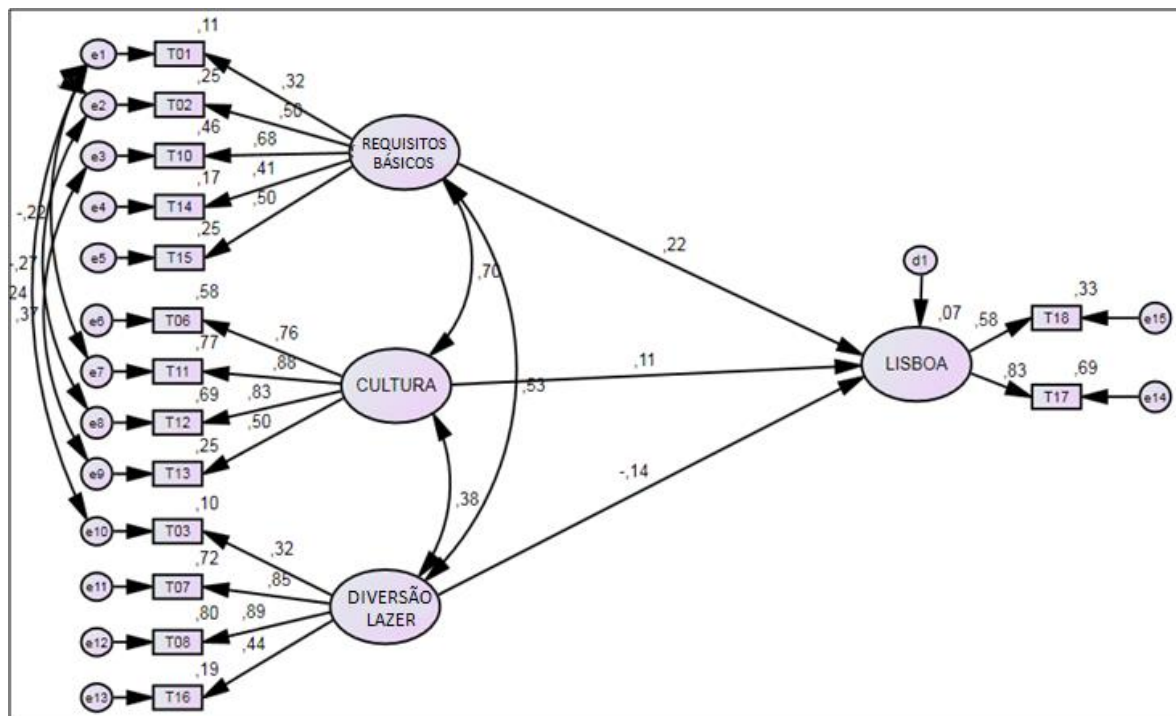 ,11
e1
T01
,32
,25
e2
T02
,50
,46
e3
T10
,68
REQUISITOS
BÁSICOS
,17
,41
e4
T14
,50
,25
e5
T15
-,22
,22
d1
-,27
,58
,70
,33
24
e6
T06
,07
,58
T18
e15
,37
,77
,76
e7
T11
,88
CULTURA
,11
,53
LISBOA
,83
,69
,69
,83
e8
T12
,50
T17
e14
,25
e9
T13
-,14
,10
,38
e10
T03
,32
,72
,85
e11
T07
DIVERSÃO
LAZER
,80
,89
e12
T08
,44
,19
e13
T16